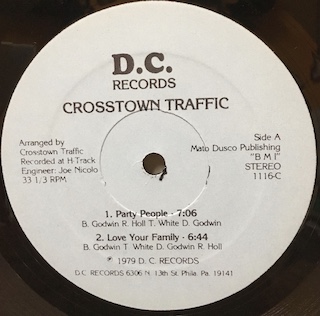 D.C.
RECORDS
CROSSTOWN TRAFFIC
Arranged by
Crosstown Traffic
Recorded at H-Track
Engineer: Joe Nicolo
33 1/3 RPM
Side A
Mato Dusco Publishing
"B M I"
STEREO
1116-C
1. Party People - 7:06
B. Godwin R. Holl T. White D. Godwin
2. Love Your Family - 6:44
B. Godwin T. White D. Godwin R. Holl
℗ 1979 D. C. RECORDS
D.C. RECORDS 6306 N. 13th St. Phila. Pa. 19141